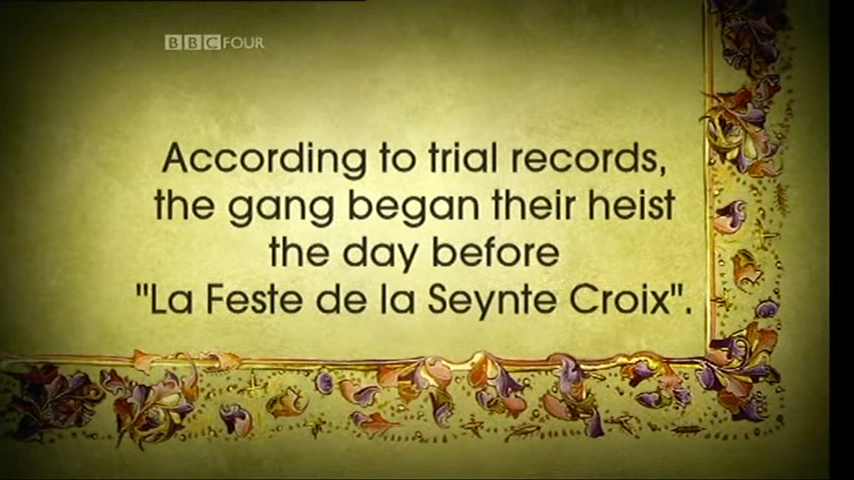 BBC FOUR
According to trial records,
the gang began their heist
the day before
"La Feste de la Seynte Croix".